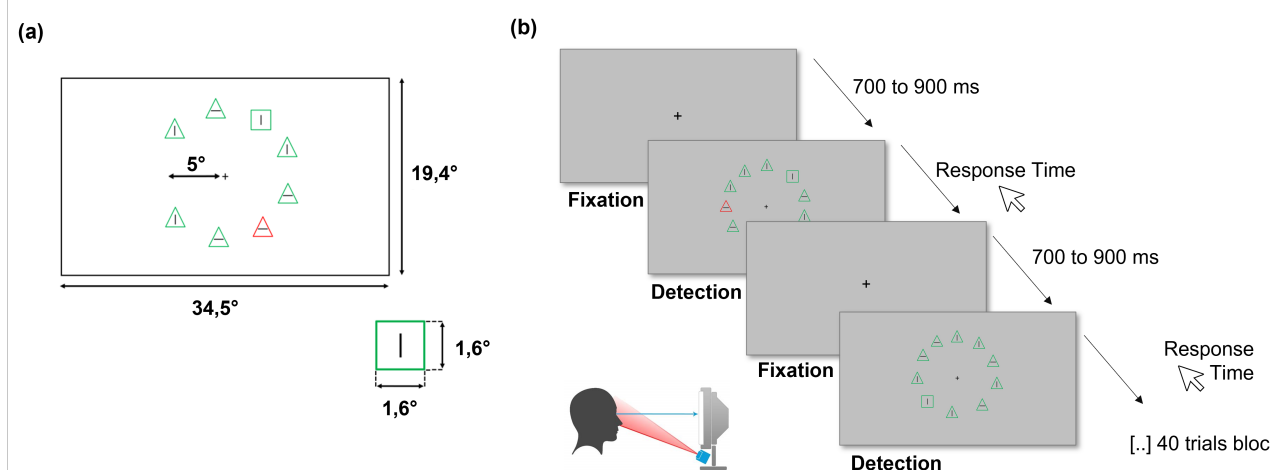 (a)
5°
19,4°
34,5°
1,6°
1,6°
(b)
700 to 900 ms
Fixation
Response Time
Detection
700 to 900 ms
Fixation
Response
Time
Detection
[..] 40 trials bloc